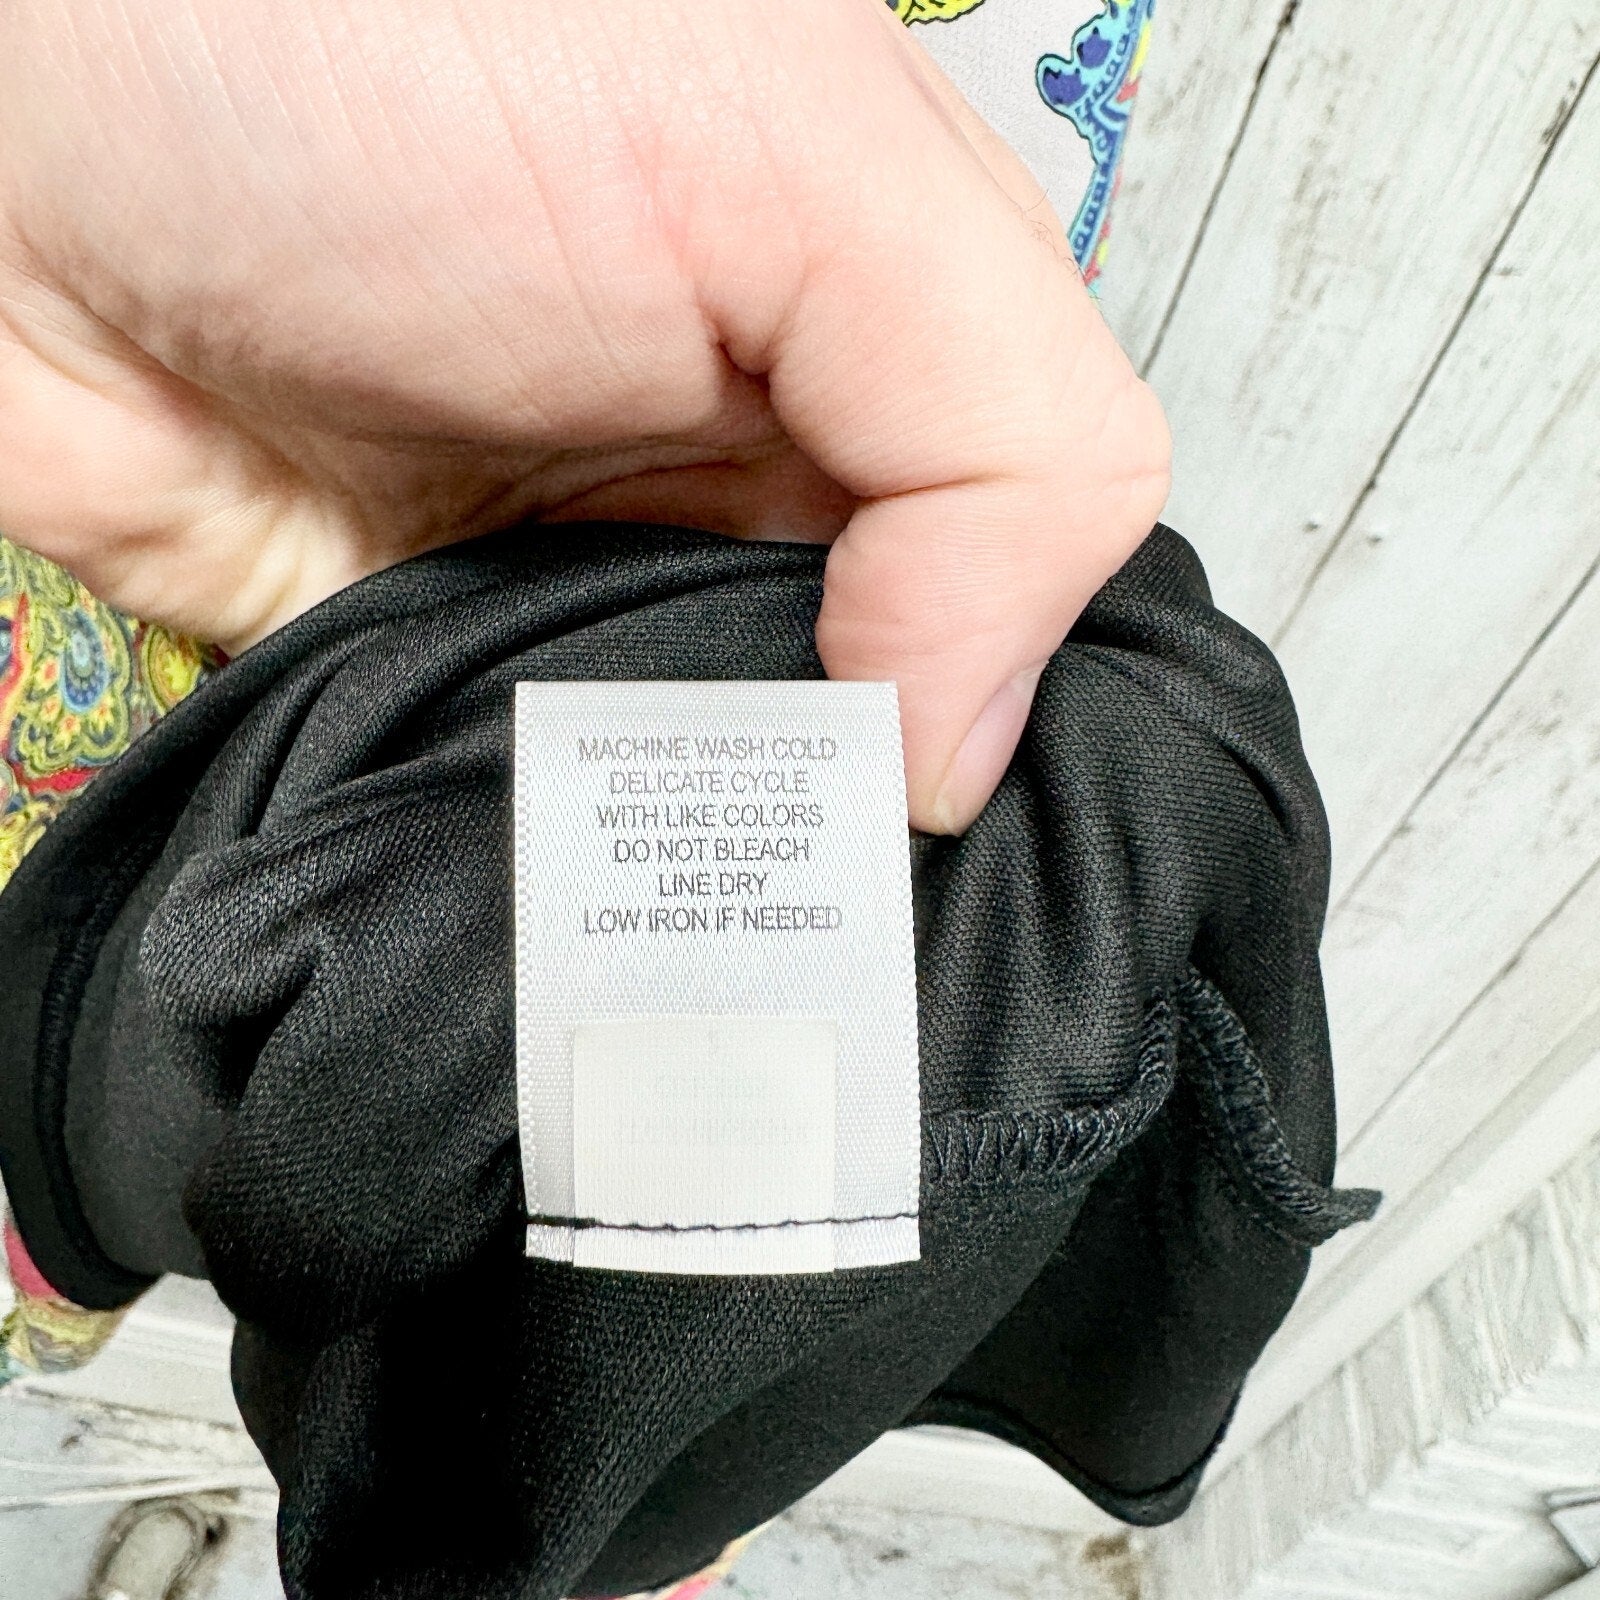 MACHINE WASH COLD
DELICATE CYCLE
WITH LIKE COLORS
DO NOT BLEACH
LINE DRY
LOW IRON IF NEEDED